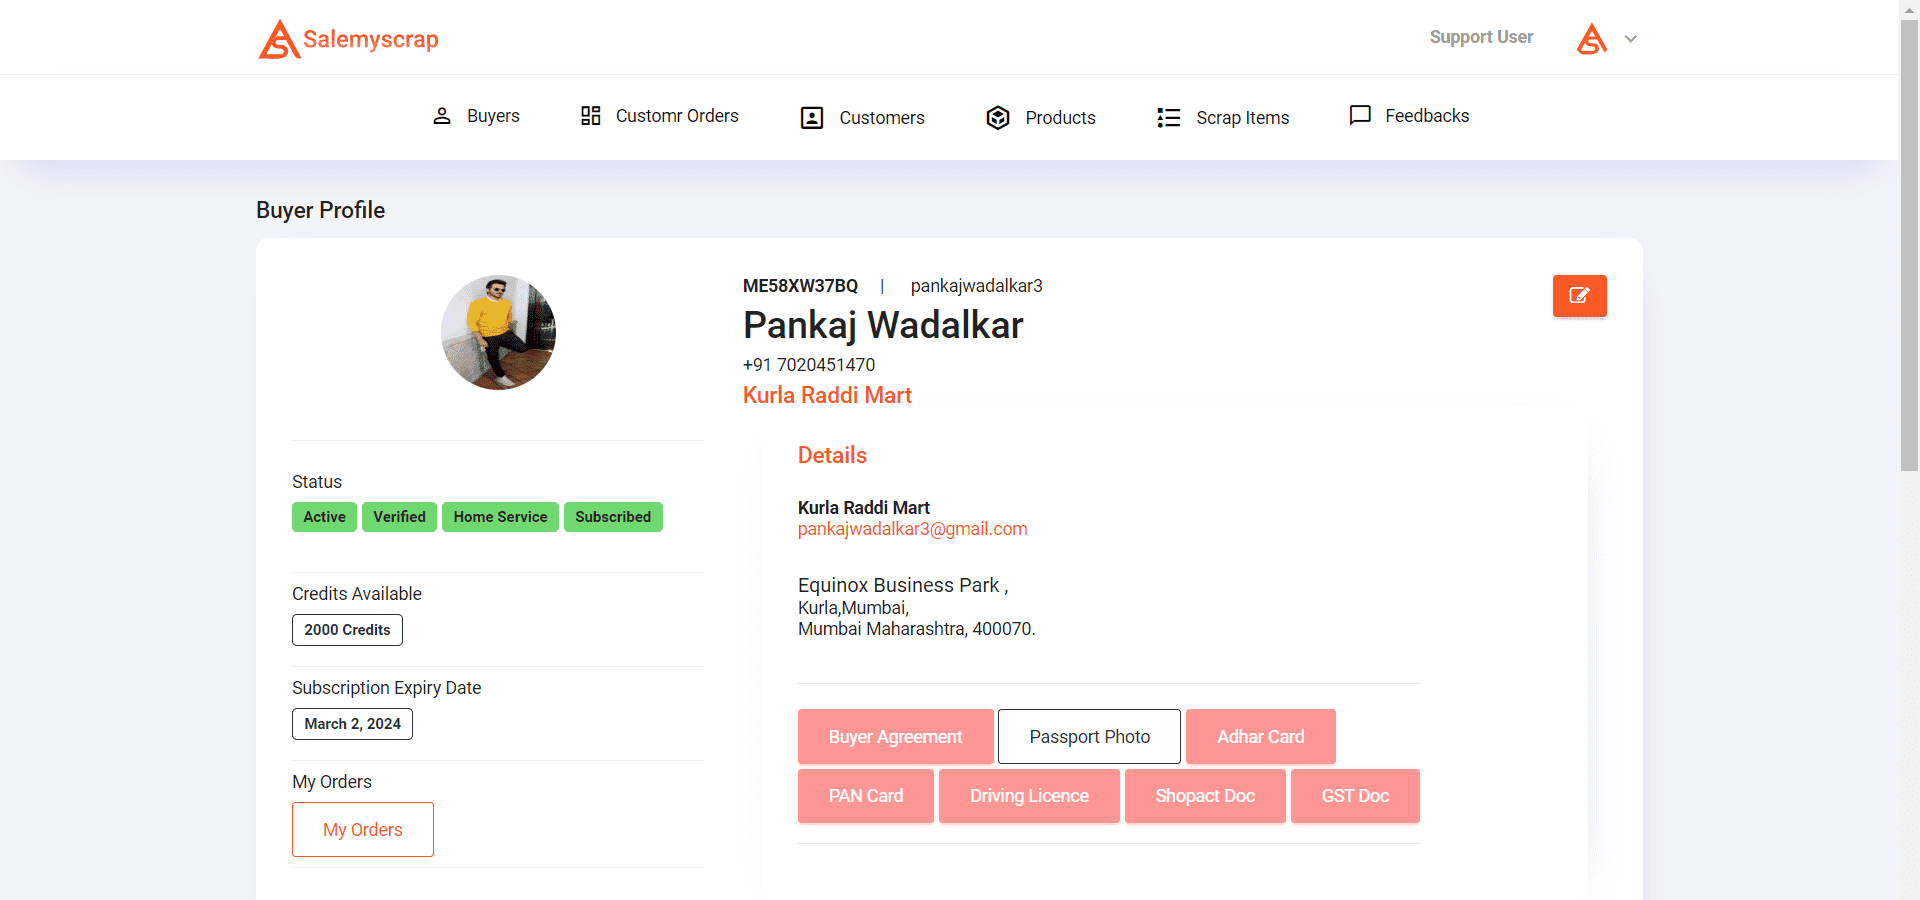 Salemyscrap
Support User
Buyers
Customr Orders
Customers
Products
Scrap Items
Feedbacks
Buyer Profile
ME58XW37BQ | pankajwadalkar3
Pankaj Wadalkar
+91 7020451470
Kurla Raddi Mart
Status
Active Verified Home Service Subscribed
Credits Available
2000 Credits
Subscription Expiry Date
March 2, 2024
My Orders
My Orders
Details
Kurla Raddi Mart
pankajwadalkar3@gmail.com
Equinox Business Park ,
Kurla,Mumbai,
Mumbai Maharashtra, 400070.
Buyer Agreement Passport Photo Adhar Card
PAN Card Driving Licence Shopact Doc GST Doc